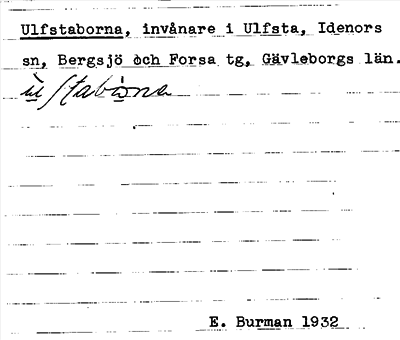 Ulfstaborna, invånare i Ulfsta, Idenors
sn, Bergsjö och Forsa tg, Gävleborgs län.
E. Burman 1932